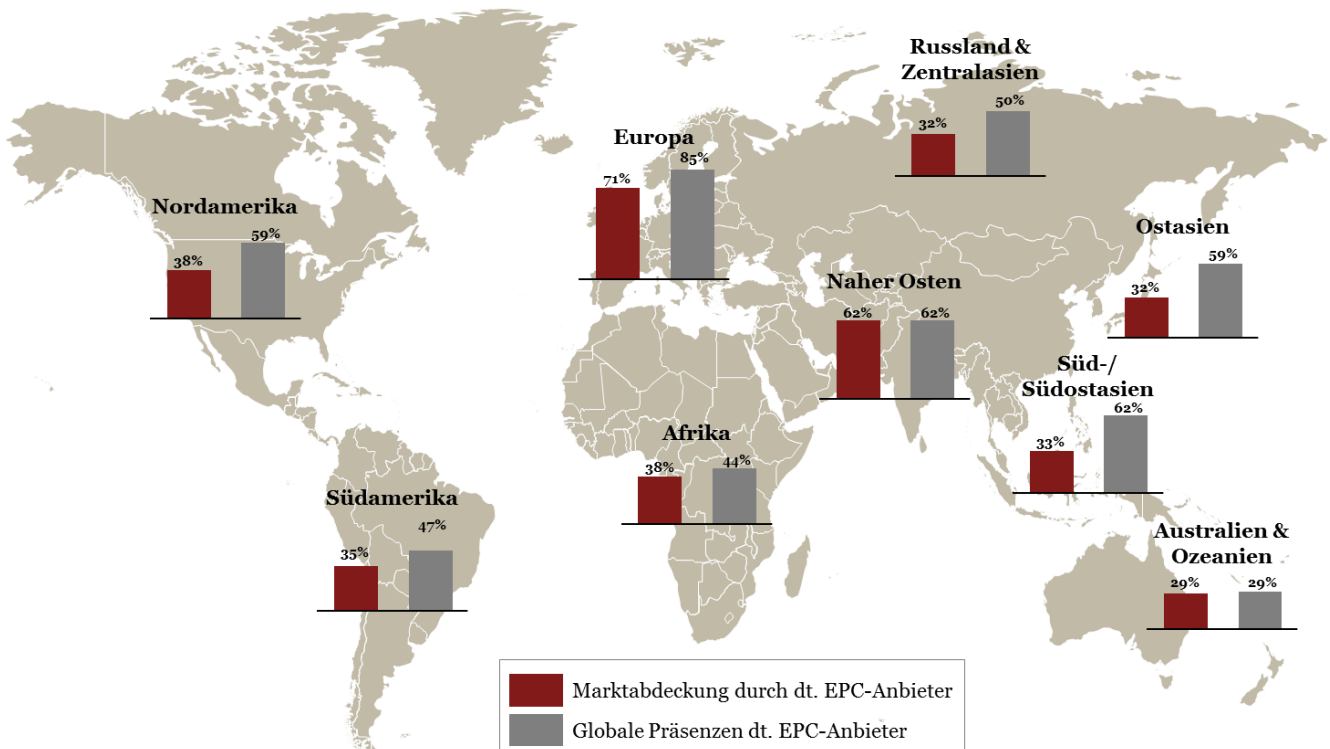 Russland &
Zentralasien
32%
50%
Europa
71%
85%
Nordamerika
38%
59%
Ostasien
32%
59%
Naher Osten
62%
62%
Süd-/
Südostasien
33%
62%
Afrika
38%
44%
Südamerika
35%
47%
Australien &
Ozeanien
29%
29%
Marktabdeckung durch dt. EPC-Anbieter
Globale Präsenzen dt. EPC-Anbieter